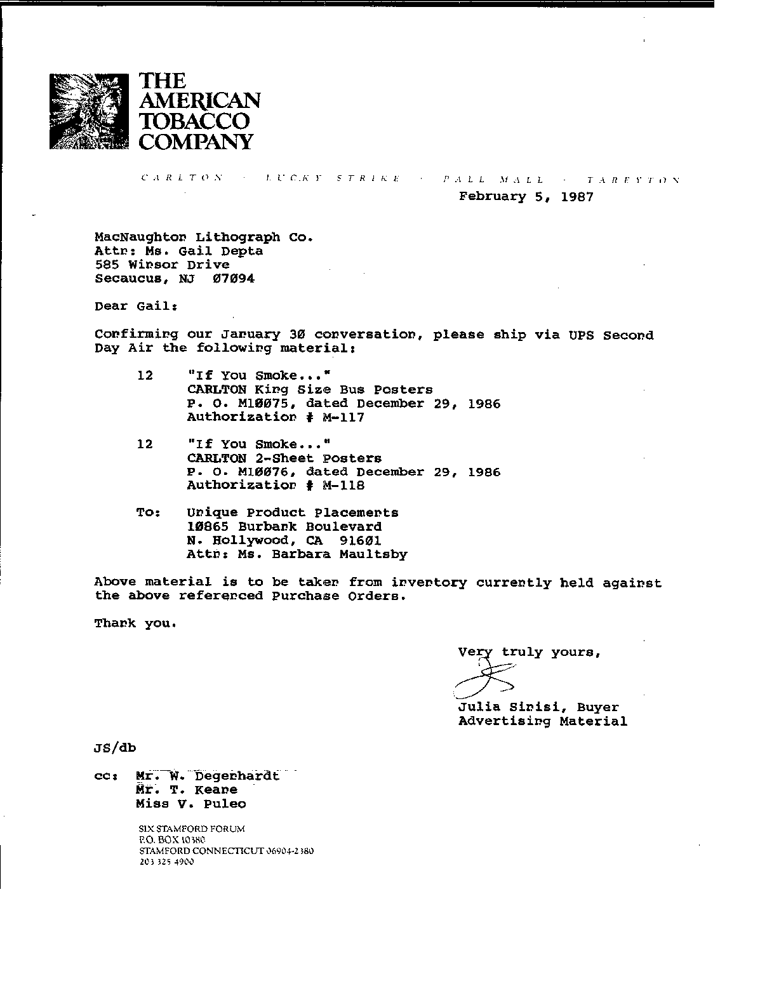 THE
AMERICAN
TOBACCO
COMPANY
CARLTON · LUCKY STRIKE · PALL MALL · TAREYTON
February 5, 1987
MacNaughton Lithograph Co.
Attn: Ms. Gail Depta
585 Winsor Drive
Secaucus, NJ 07094
Dear Gail:
Confirming our January 30 conversation, please ship via UPS Second
Day Air the following material:
12 "If You Smoke..."
CARLTON King Size Bus Posters
P. O. M10075, dated December 29, 1986
Authorization # M-117
12 "If You Smoke..."
CARLTON 2-Sheet Posters
P. O. M10076, dated December 29, 1986
Authorization # M-118
To: Unique Product Placements
10865 Burbank Boulevard
N. Hollywood, CA 91601
Attn: Ms. Barbara Maultsby
Above material is to be taken from inventory currently held against
the above referenced Purchase Orders.
Thank you.
Very truly yours,
Julia Sinisi, Buyer
Advertising Material
JS/db
cc: Mr. W. Degenhardt
Mr. T. Keane
Miss V. Puleo
SIX STAMFORD FORUM
P.O. BOX 10380
STAMFORD CONNECTICUT 06904-2380
203 325 4900